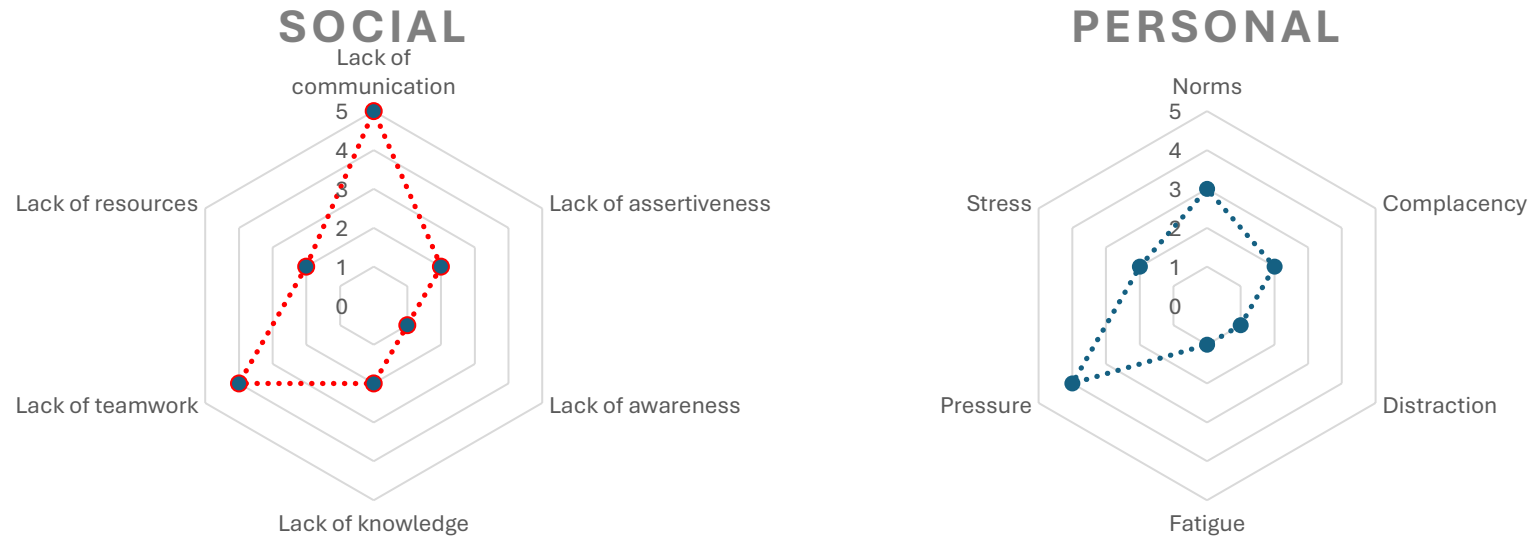 SOCIAL
Lack of
communication
5
4
3
2
1
0
Lack of resources
Lack of assertiveness
Lack of teamwork
Lack of awareness
Lack of knowledge
PERSONAL
Norms
5
4
3
2
1
0
Stress
Complacency
Pressure
Distraction
Fatigue